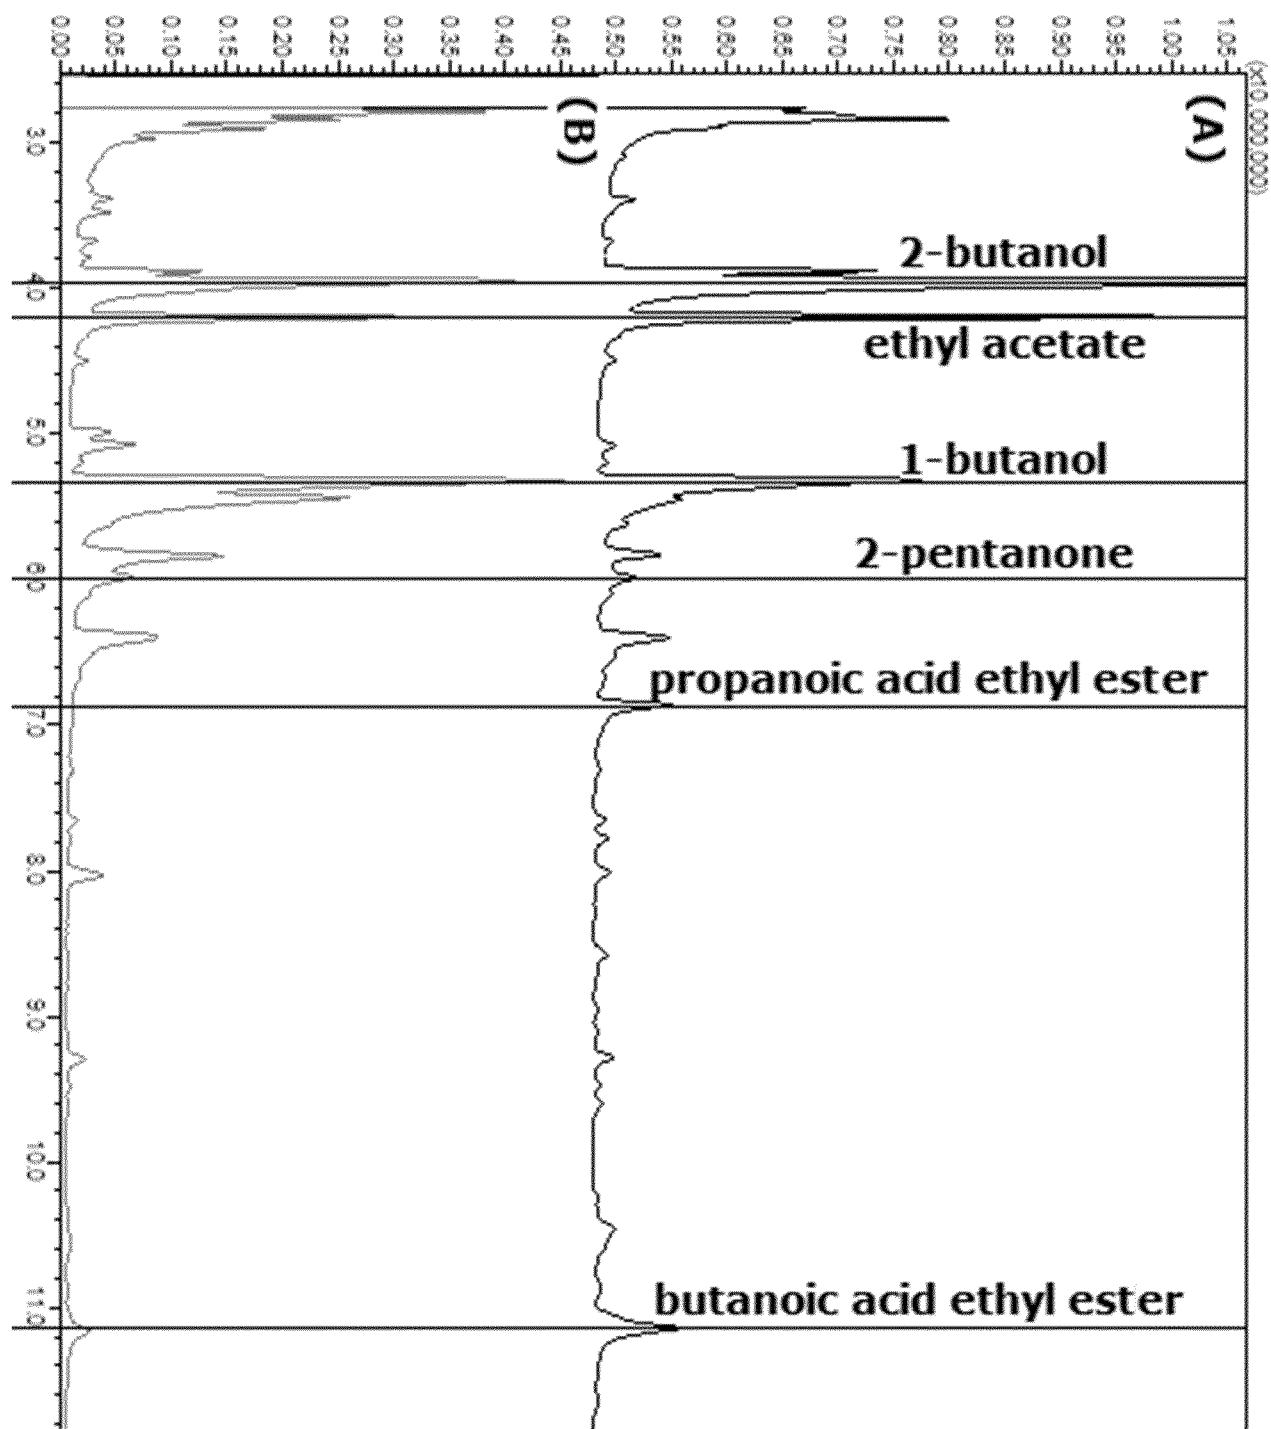 0.00 0.05 0.10 0.15 0.20 0.25 0.30 0.35 0.40 0.45 0.50 0.55 0.60 0.65 0.70 0.75 0.80 0.85 0.90 0.95 1.00 1.05
(x10,000,000)
(A)
(B)
3.0
2-butanol
4.0
ethyl acetate
5.0
1-butanol
2-pentanone
6.0
propanoic acid ethyl ester
7.0
8.0
9.0
10.0
butanoic acid ethyl ester
11.0